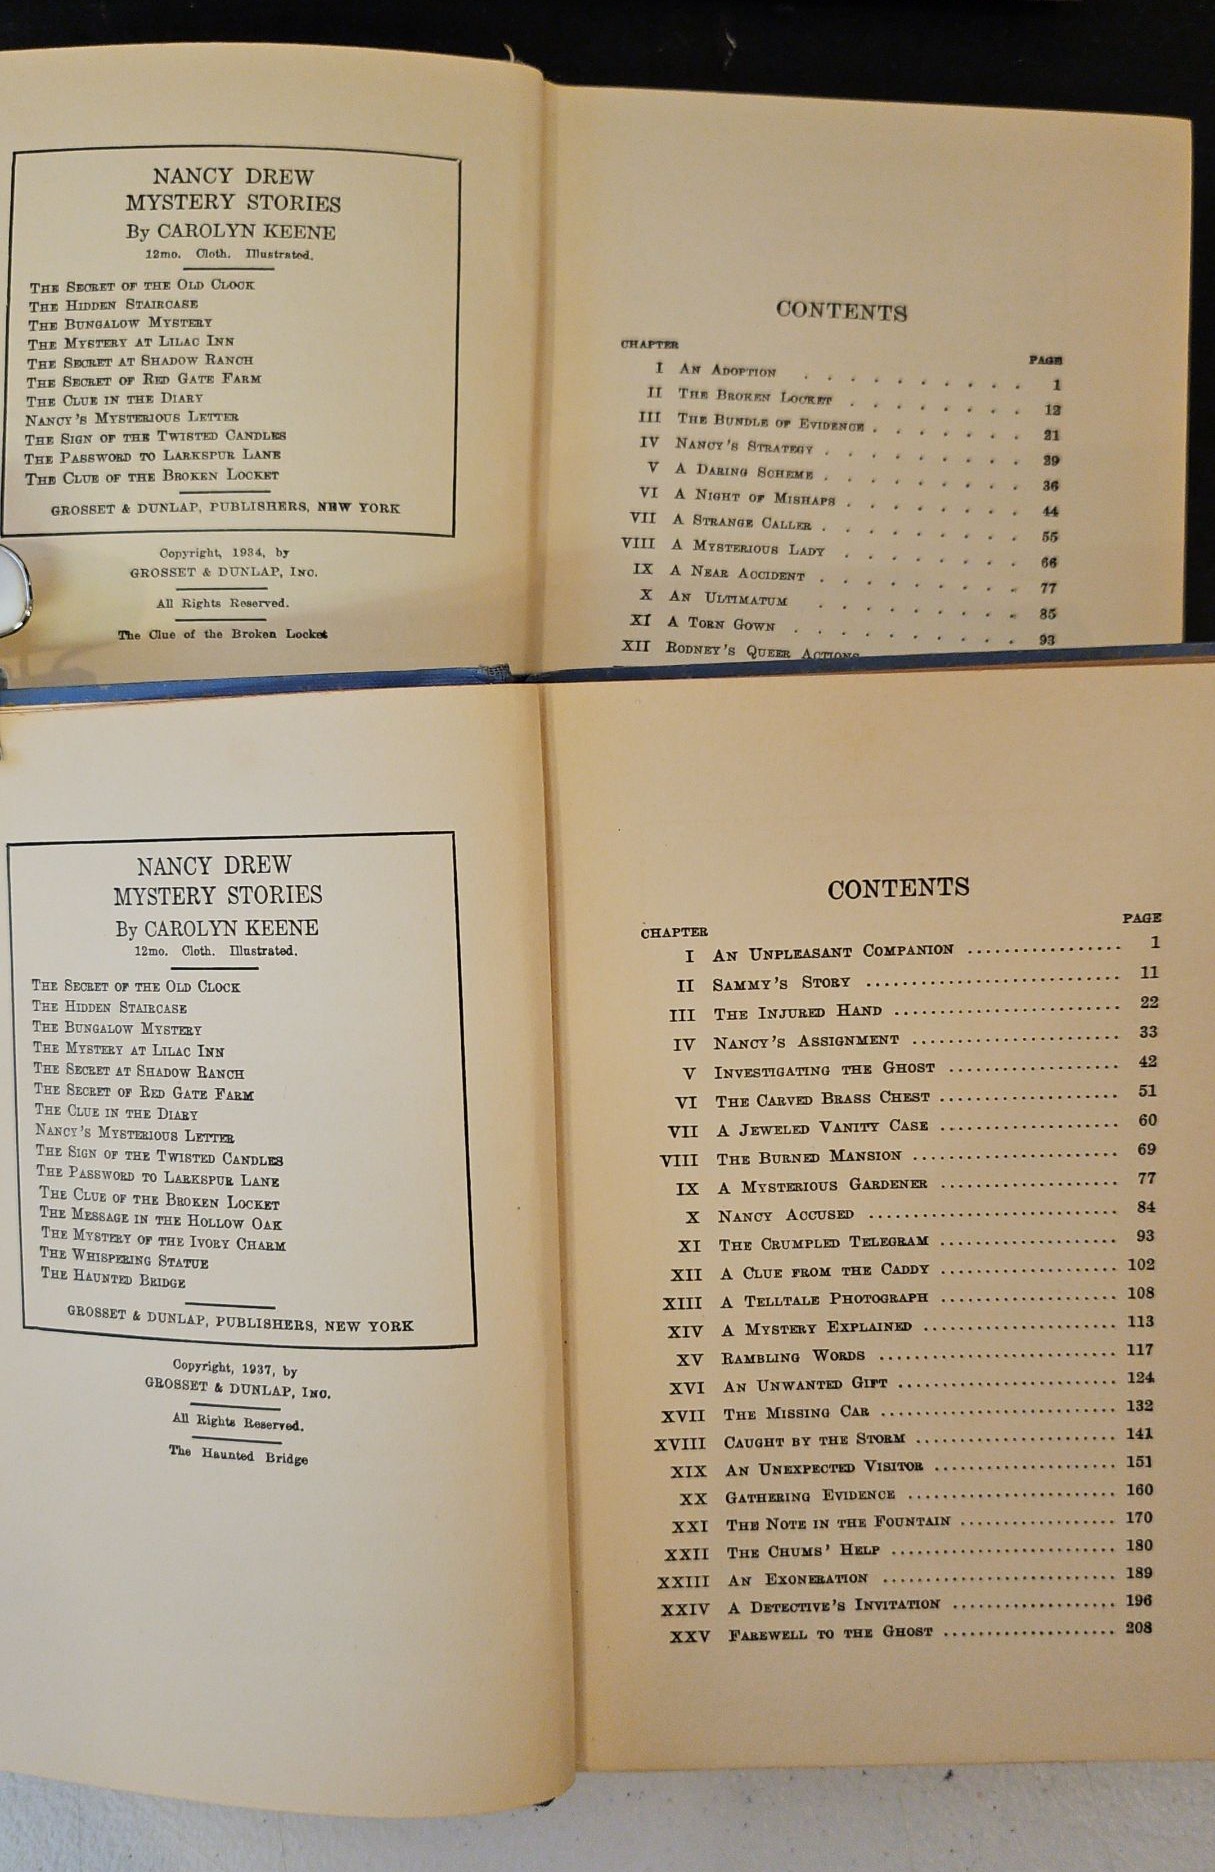 NANCY DREW
MYSTERY STORIES
By CAROLYN KEENE
12mo. Cloth. Illustrated.
THE SECRET OF THE OLD CLOCK
THE HIDDEN STAIRCASE
THE BUNGALOW MYSTERY
THE MYSTERY AT LILAC INN
THE SECRET AT SHADOW RANCH
THE SECRET OF RED GATE FARM
THE CLUE IN THE DIARY
NANCY'S MYSTERIOUS LETTER
THE SIGN OF THE TWISTED CANDLES
THE PASSWORD TO LARKSPUR LANE
THE CLUE OF THE BROKEN LOCKET
GROSSET & DUNLAP, PUBLISHERS, NEW YORK
Copyright, 1934, by
GROSSET & DUNLAP, INC.
All Rights Reserved.
The Clue of the Broken Locket
CONTENTS
CHAPTER PAGE
I AN ADOPTION . . . . . . . . . . 1
II THE BROKEN LOCKET . . . . . . . . 12
III THE BUNDLE OF EVIDENCE . . . . . . . 21
IV NANCY'S STRATEGY . . . . . . . . . 29
V A DARING SCHEME . . . . . . . . . 36
VI A NIGHT OF MISHAPS . . . . . . . . 44
VII A STRANGE CALLER . . . . . . . . . 55
VIII A MYSTERIOUS LADY . . . . . . . . 66
IX A NEAR ACCIDENT . . . . . . . . . 77
X AN ULTIMATUM . . . . . . . . . 85
XI A TORN GOWN . . . . . . . . . . 93
XII RODNEY'S QUEER ACTIONS
NANCY DREW
MYSTERY STORIES
By CAROLYN KEENE
12mo. Cloth. Illustrated.
THE SECRET OF THE OLD CLOCK
THE HIDDEN STAIRCASE
THE BUNGALOW MYSTERY
THE MYSTERY AT LILAC INN
THE SECRET AT SHADOW RANCH
THE SECRET OF RED GATE FARM
THE CLUE IN THE DIARY
NANCY'S MYSTERIOUS LETTER
THE SIGN OF THE TWISTED CANDLES
THE PASSWORD TO LARKSPUR LANE
THE CLUE OF THE BROKEN LOCKET
THE MESSAGE IN THE HOLLOW OAK
THE MYSTERY OF THE IVORY CHARM
THE WHISPERING STATUE
THE HAUNTED BRIDGE
GROSSET & DUNLAP, PUBLISHERS, NEW YORK
Copyright, 1937, by
GROSSET & DUNLAP, INC.
All Rights Reserved.
The Haunted Bridge
CONTENTS
CHAPTER PAGE
I AN UNPLEASANT COMPANION ................. 1
II SAMMY'S STORY ............................ 11
III THE INJURED HAND ......................... 22
IV NANCY'S ASSIGNMENT ....................... 33
V INVESTIGATING THE GHOST ................... 42
VI THE CARVED BRASS CHEST .................... 51
VII A JEWELED VANITY CASE .................... 60
VIII THE BURNED MANSION ....................... 69
IX A MYSTERIOUS GARDENER .................... 77
X NANCY ACCUSED ............................ 84
XI THE CRUMPLED TELEGRAM .................... 93
XII A CLUE FROM THE CADDY .................... 102
XIII A TELLTALE PHOTOGRAPH .................... 108
XIV A MYSTERY EXPLAINED ...................... 113
XV RAMBLING WORDS ........................... 117
XVI AN UNWANTED GIFT ......................... 124
XVII THE MISSING CAR .......................... 132
XVIII CAUGHT BY THE STORM ...................... 141
XIX AN UNEXPECTED VISITOR .................... 151
XX GATHERING EVIDENCE ....................... 160
XXI THE NOTE IN THE FOUNTAIN ................. 170
XXII THE CHUMS' HELP .......................... 180
XXIII AN EXONERATION ........................... 189
XXIV A DETECTIVE'S INVITATION .................. 196
XXV FAREWELL TO THE GHOST .................... 208